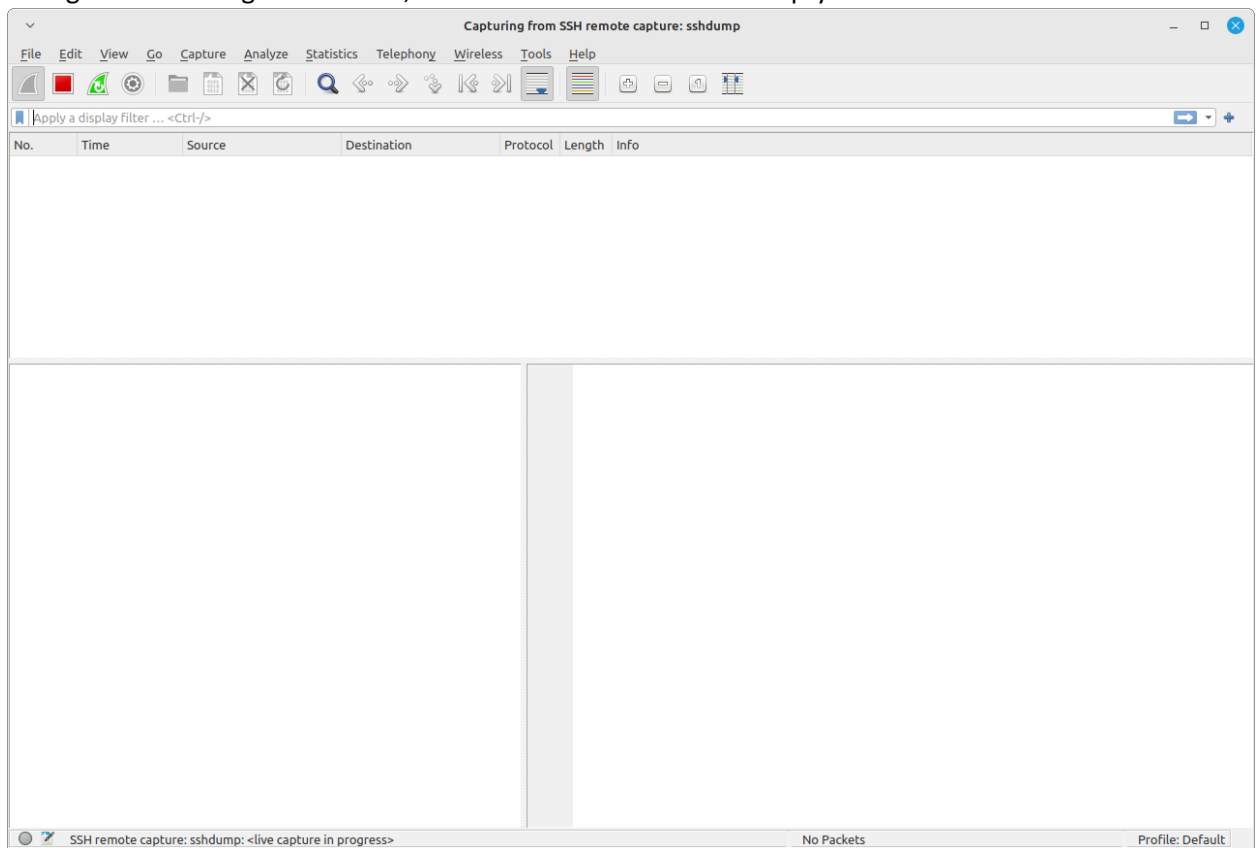 Capturing from SSH remote capture: sshdump
File Edit View Go Capture Analyze Statistics Telephony Wireless Tools Help
Apply a display filter … <Ctrl-/>
No. Time Source Destination Protocol Length Info
SSH remote capture: sshdump: <live capture in progress> No Packets Profile: Default